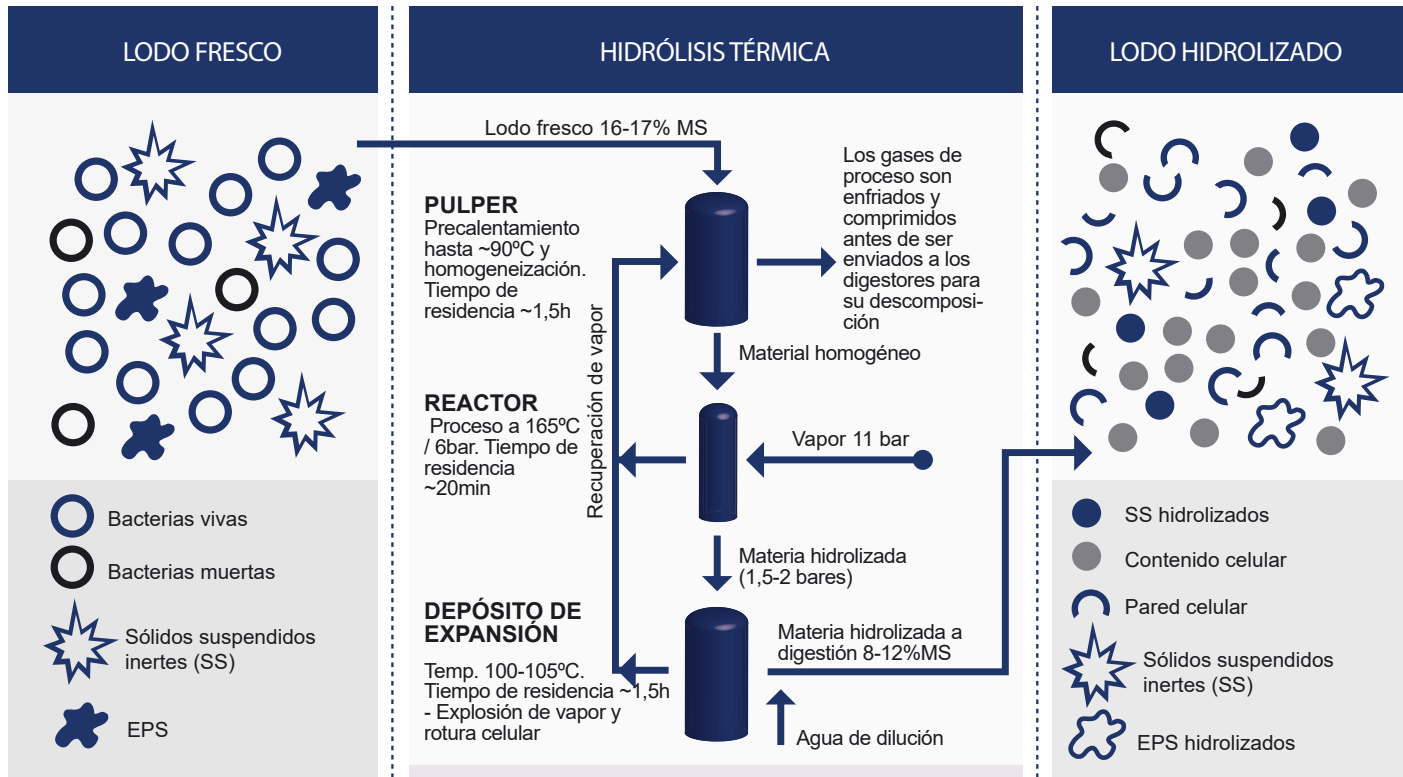 LODO FRESCO
Bacterias vivas
Bacterias muertas
Sólidos suspendidos
inertes (SS)
EPS
HIDRÓLISIS TÉRMICA
Lodo fresco 16-17% MS
PULPER
Precalentamiento
hasta ~90ºC y
homogeneización.
Tiempo de
residencia ~1,5h
Los gases de
proceso son
enfriados y
comprimidos
antes de ser
enviados a los
digestores para
su descomposi-
ción
Recuperación de vapor
Material homogéneo
REACTOR
Proceso a 165ºC
/ 6bar. Tiempo de
residencia
~20min
Vapor 11 bar
Materia hidrolizada
(1,5-2 bares)
DEPÓSITO DE
EXPANSIÓN
Temp. 100-105ºC.
Tiempo de residencia ~1,5h
- Explosión de vapor y
rotura celular
Materia hidrolizada a
digestión 8-12%MS
Agua de dilución
LODO HIDROLIZADO
SS hidrolizados
Contenido celular
Pared celular
Sólidos suspendidos
inertes (SS)
EPS hidrolizados